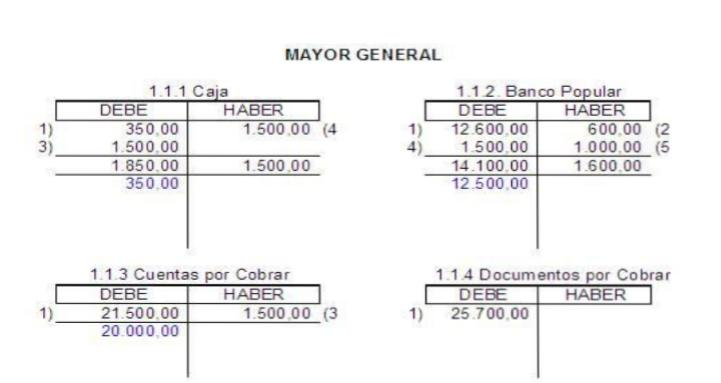 MAYOR GENERAL
1.1.1 Caja
DEBE HABER
1) 350,00 1.500,00 (4
3) 1.500,00
1.850,00 1.500,00
350,00
1.1.2. Banco Popular
DEBE HABER
1) 12.600,00 600,00 (2
4) 1.500,00 1.000,00 (5
14.100,00 1.600,00
12.500,00
1.1.3 Cuentas por Cobrar
DEBE HABER
1) 21.500,00 1.500,00 (3
20.000,00
1.1.4 Documentos por Cobrar
DEBE HABER
1) 25.700,00